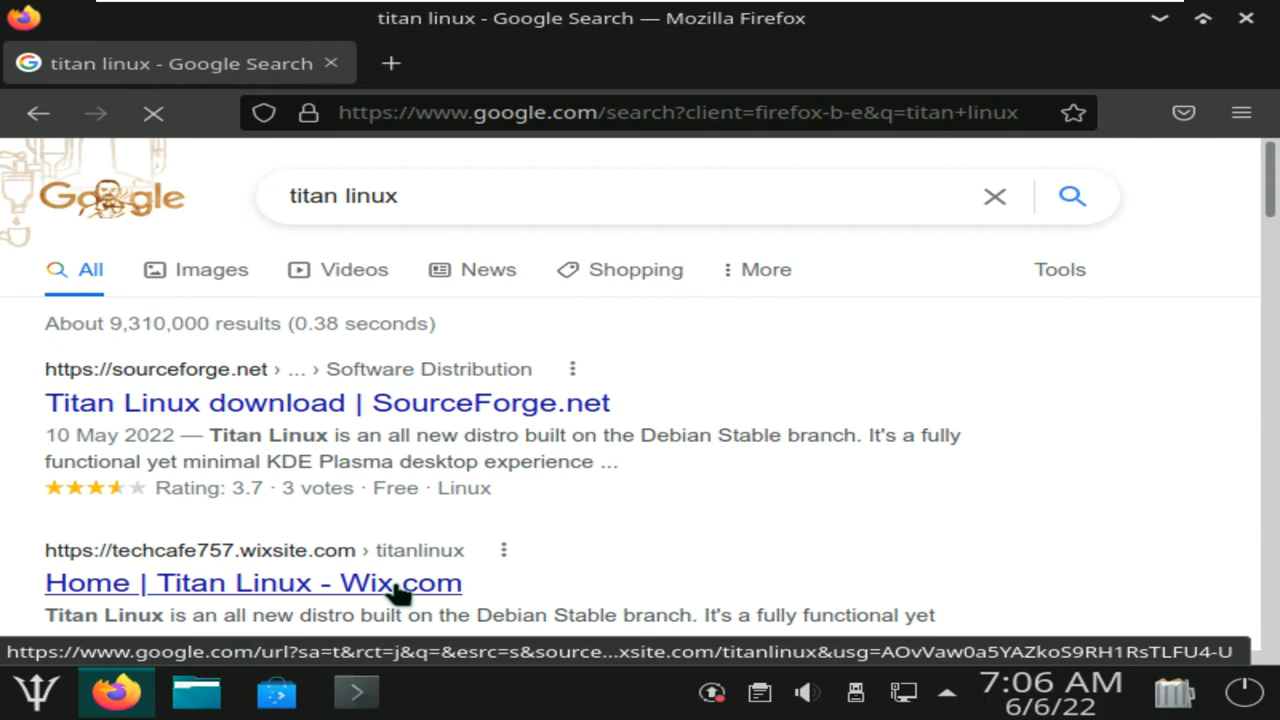 titan linux - Google Search — Mozilla Firefox
titan linux - Google Search
https://www.google.com/search?client=firefox-b-e&q=titan+linux
Google
titan linux
All Images Videos News Shopping More Tools
About 9,310,000 results (0.38 seconds)
https://sourceforge.net › ... › Software Distribution
Titan Linux download | SourceForge.net
10 May 2022 — Titan Linux is an all new distro built on the Debian Stable branch. It's a fully
functional yet minimal KDE Plasma desktop experience ...
Rating: 3.7 · 3 votes · Free · Linux
https://techcafe757.wixsite.com › titanlinux
Home | Titan Linux - Wix.com
Titan Linux is an all new distro built on the Debian Stable branch. It's a fully functional yet
https://www.google.com/url?sa=t&rct=j&q=&esrc=s&source...xsite.com/titanlinux&usg=AOvVaw0a5YAZkoS9RH1RsTLFU4-U
7:06 AM
6/6/22